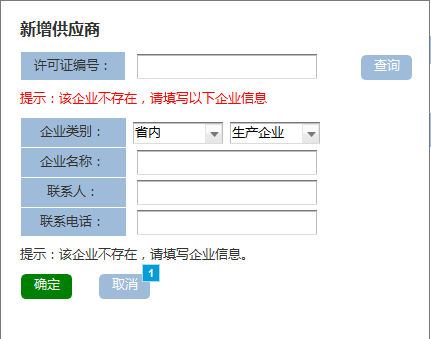 新增供应商
许可证编号： 查询
提示：该企业不存在，请填写以下企业信息
企业类别： 省内 生产企业
企业名称：
联系人：
联系电话：
提示：该企业不存在，请填写企业信息。
确定 取消 1